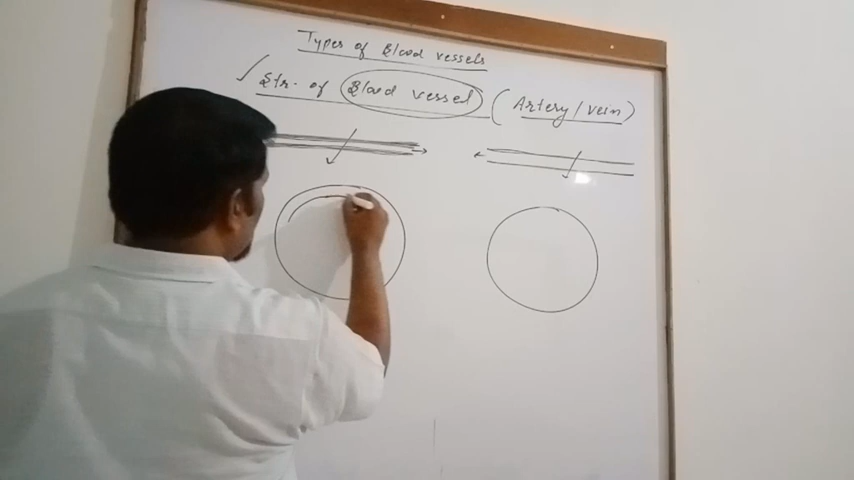 Types of Blood vessels
Str. of Blood vessel (Artery/vein)